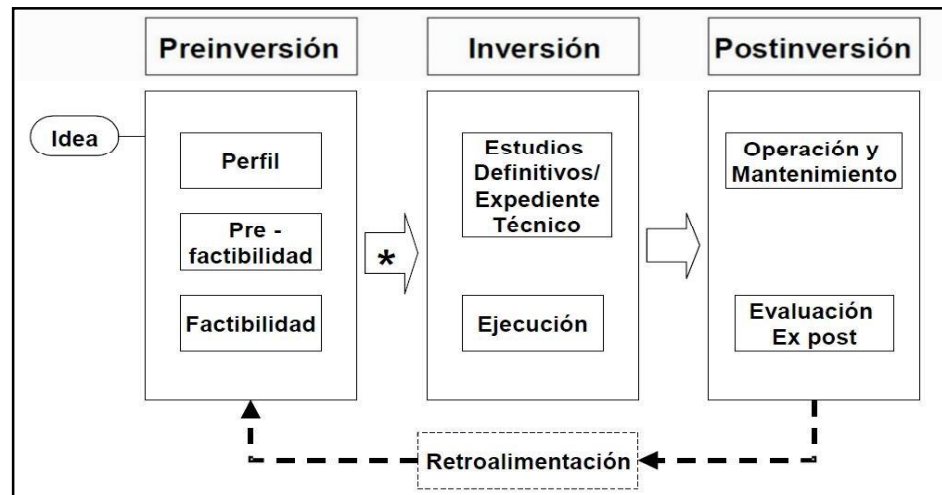 Preinversión
Inversión
Postinversión
Idea
Perfil
Pre -
factibilidad
Factibilidad
*
Estudios
Definitivos/
Expediente
Técnico
Ejecución
Operación y
Mantenimiento
Evaluación
Ex post
Retroalimentación